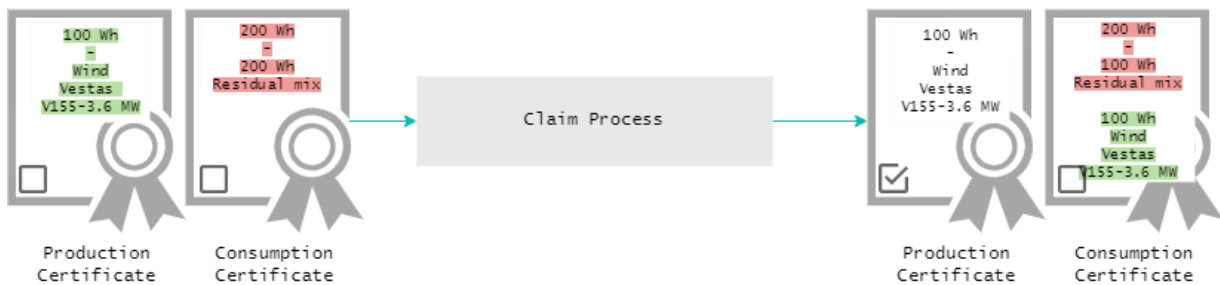 100 Wh
-
Wind
Vestas
V155-3.6 MW
Production
Certificate
200 Wh
-
200 Wh
Residual mix
Consumption
Certificate
Claim Process
100 Wh
-
Wind
Vestas
V155-3.6 MW
Production
Certificate
200 Wh
-
100 Wh
Residual mix
100 Wh
Wind
Vestas
V155-3.6 MW
Consumption
Certificate